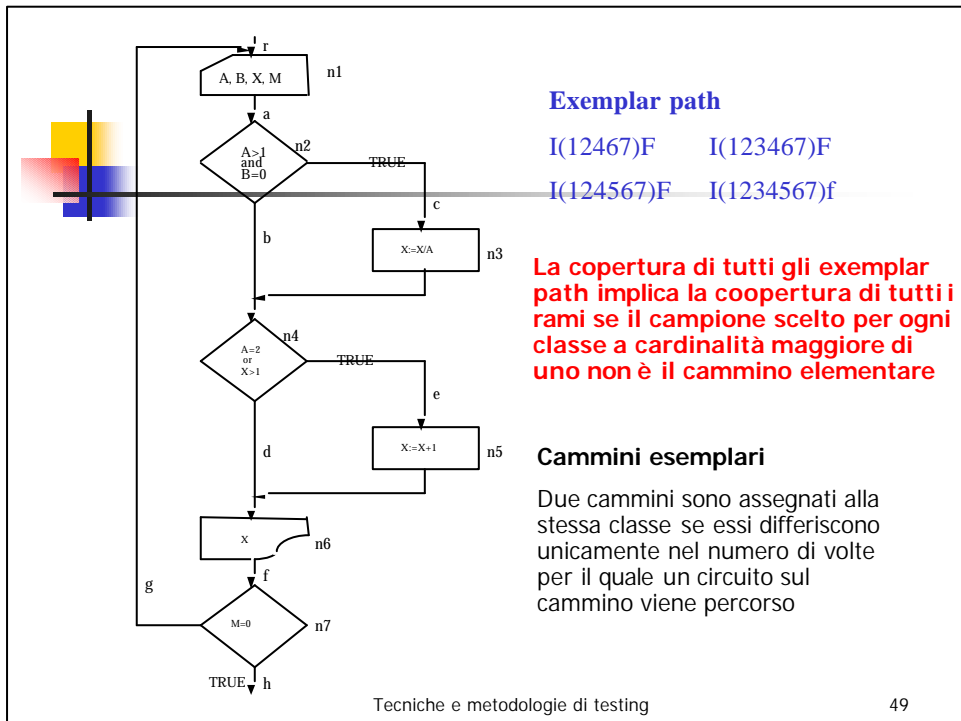 r
A, B, X, M
n1
a
n2
A>1
and
B=0
TRUE
c
b
X:=X/A
n3
n4
A=2
or
X>1
TRUE
e
d
X:=X+1
n5
X
n6
f
g
M=0
n7
TRUE
h
Exemplar path
I(12467)F I(123467)F
I(124567)F I(1234567)f
La copertura di tutti gli exemplar
path implica la coopertura di tutti i
rami se il campione scelto per ogni
classe a cardinalità maggiore di
uno non è il cammino elementare
Cammini esemplari
Due cammini sono assegnati alla
stessa classe se essi differiscono
unicamente nel numero di volte
per il quale un circuito sul
cammino viene percorso
Tecniche e metodologie di testing
49